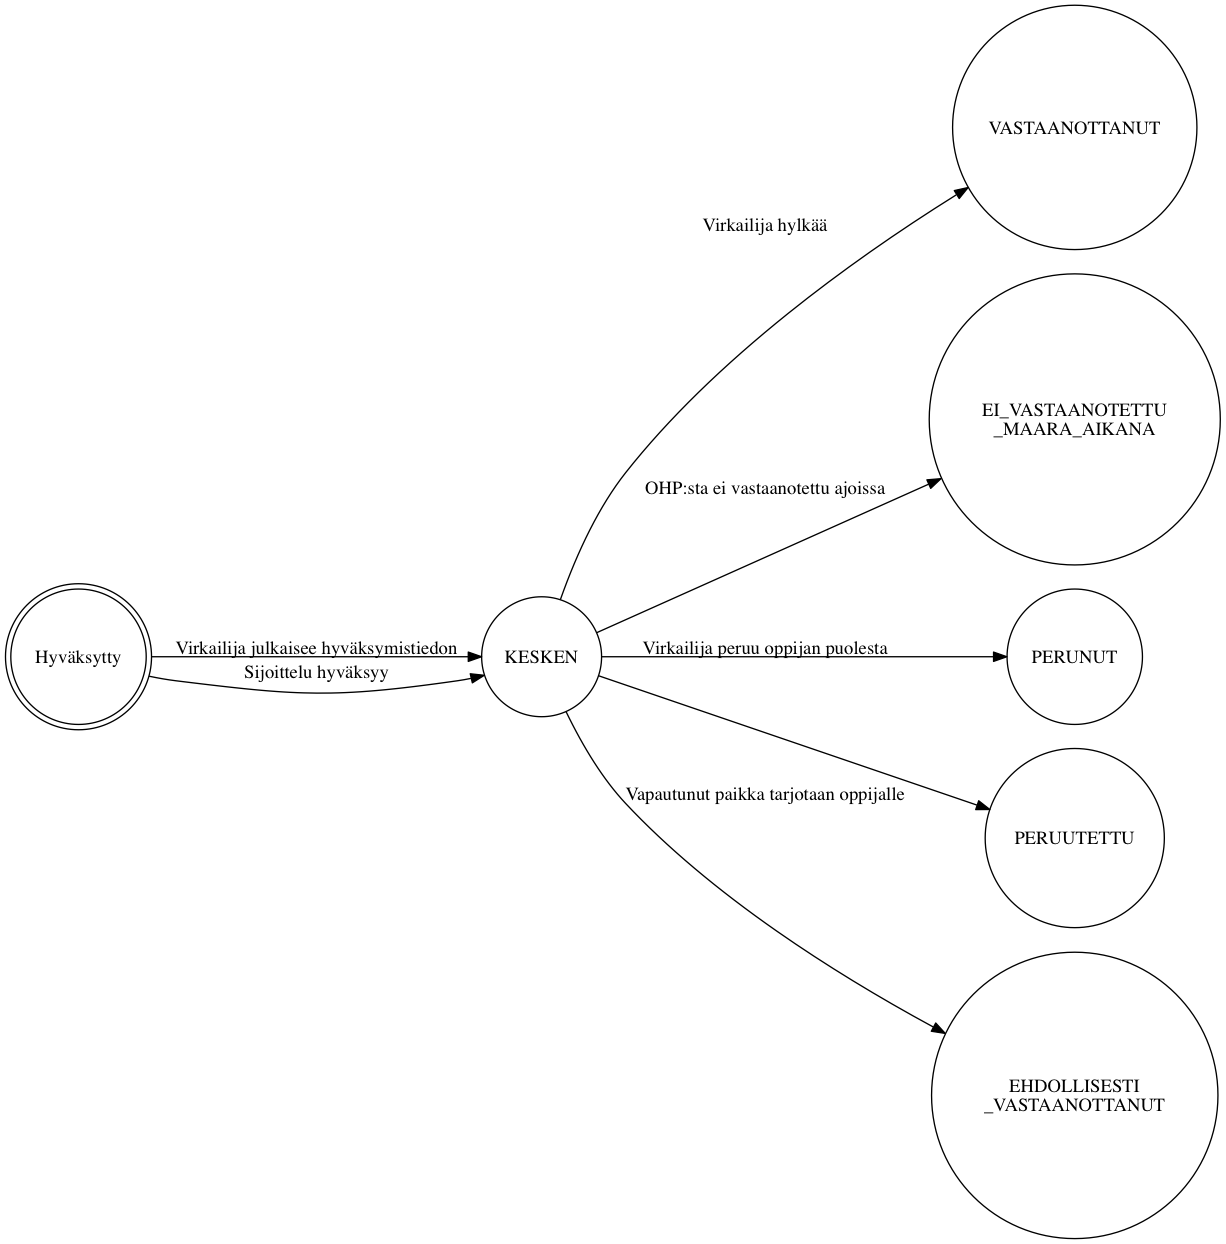 VASTAANOTTANUT
Virkailija hylkää
EI_VASTAANOTETTU
_MAARA_AIKANA
OHP:sta ei vastaanotettu ajoissa
Hyväksytty
Virkailija julkaisee hyväksymistiedon
Sijoittelu hyväksyy
KESKEN
Virkailija peruu oppijan puolesta
PERUNUT
Vapautunut paikka tarjotaan oppijalle
PERUUTETTU
EHDOLLISESTI
_VASTAANOTTANUT